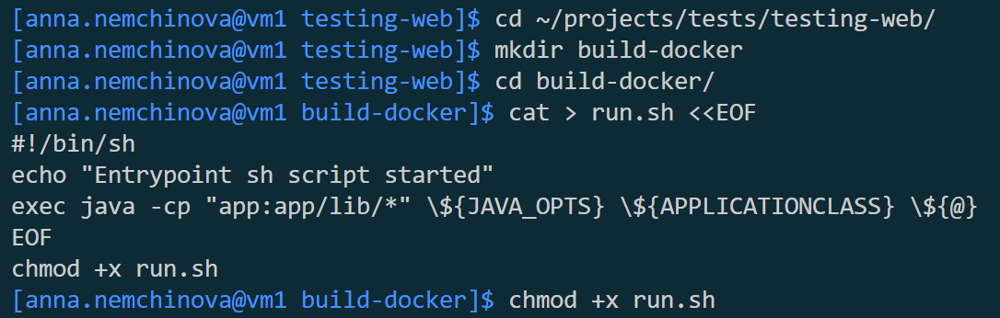 [anna.nemchinova@vm1 testing-web]$ cd ~/projects/tests/testing-web/
[anna.nemchinova@vm1 testing-web]$ mkdir build-docker
[anna.nemchinova@vm1 testing-web]$ cd build-docker/
[anna.nemchinova@vm1 build-docker]$ cat > run.sh <<EOF
#!/bin/sh
echo "Entrypoint sh script started"
exec java -cp "app:app/lib/*" \${JAVA_OPTS} \${APPLICATIONCLASS} \${@}
EOF
chmod +x run.sh
[anna.nemchinova@vm1 build-docker]$ chmod +x run.sh